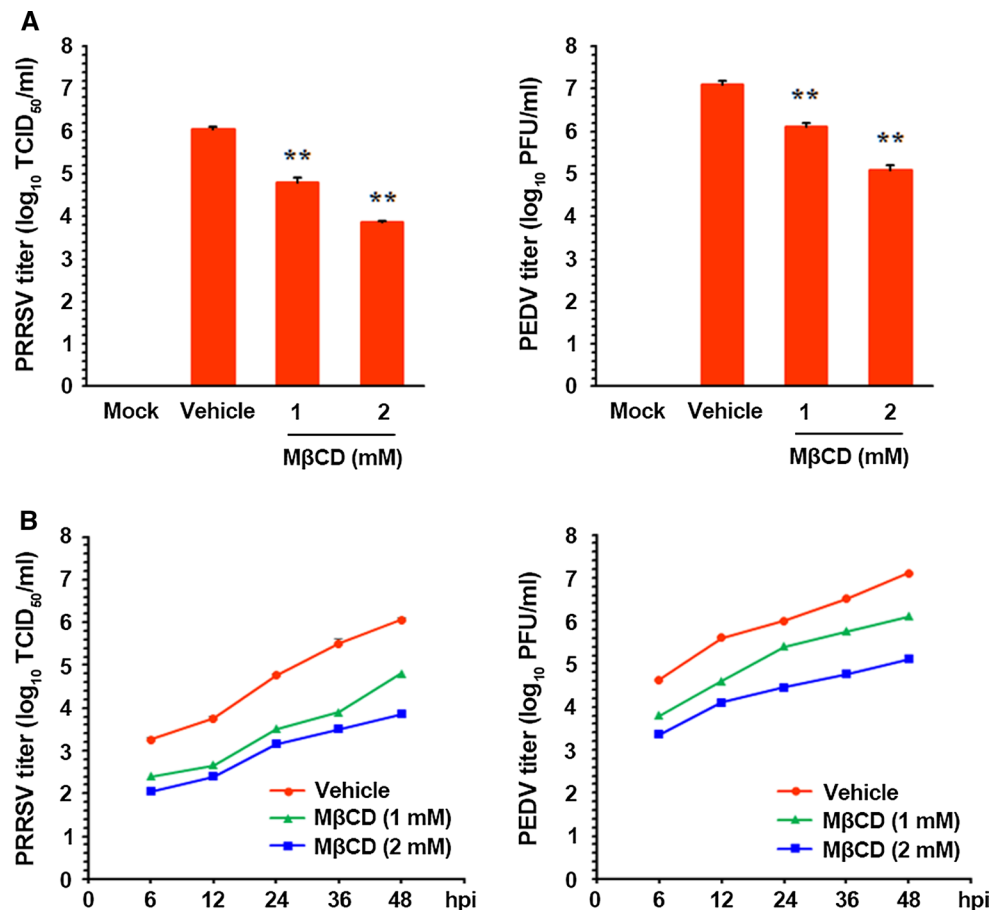 A
PRRSV titer (log10 TCID50/ml)
8
7
6
5
4
3
2
1
0
**
**
Mock Vehicle 1 2
MβCD (mM)
PEDV titer (log10 PFU/ml)
8
7
6
5
4
3
2
1
0
**
**
Mock Vehicle 1 2
MβCD (mM)
B
PRRSV titer (log10 TCID50/ml)
8
7
6
5
4
3
2
1
0
Vehicle
MβCD (1 mM)
MβCD (2 mM)
0 6 12 24 36 48 hpi
PEDV titer (log10 PFU/ml)
8
7
6
5
4
3
2
1
0
Vehicle
MβCD (1 mM)
MβCD (2 mM)
0 6 12 24 36 48 hpi